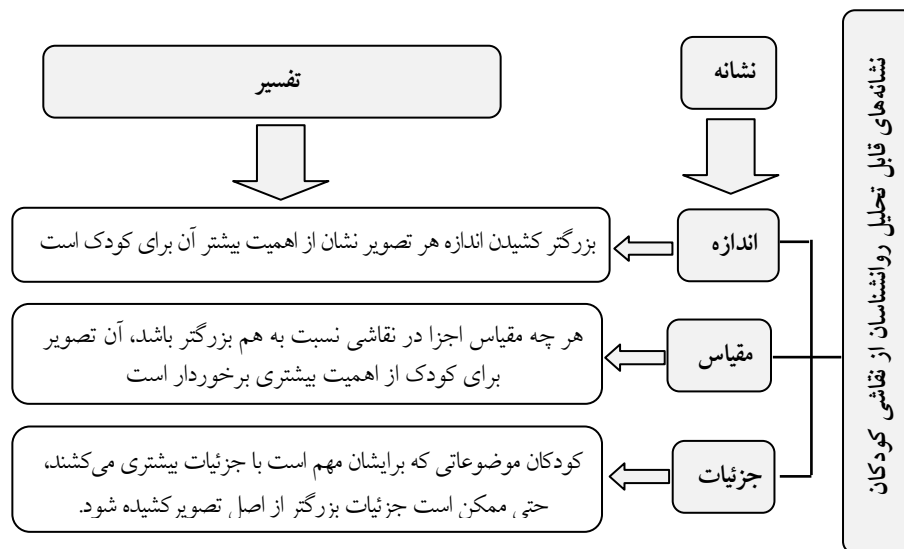 نشانه‌های قابل تحلیل روانشناسان از نقاشی کودکان
نشانه
تفسیر
اندازه
بزرگتر کشیدن اندازه هر تصویر نشان از اهمیت بیشتر آن برای کودک است
مقیاس
هر چه مقیاس اجزا در نقاشی نسبت به هم بزرگتر باشد، آن تصویر
برای کودک از اهمیت بیشتری برخوردار است
جزئیات
کودکان موضوعاتی که برایشان مهم است با جزئیات بیشتری می‌کشند،
حتی ممکن است جزئیات بزرگتر از اصل تصویرکشیده شود.